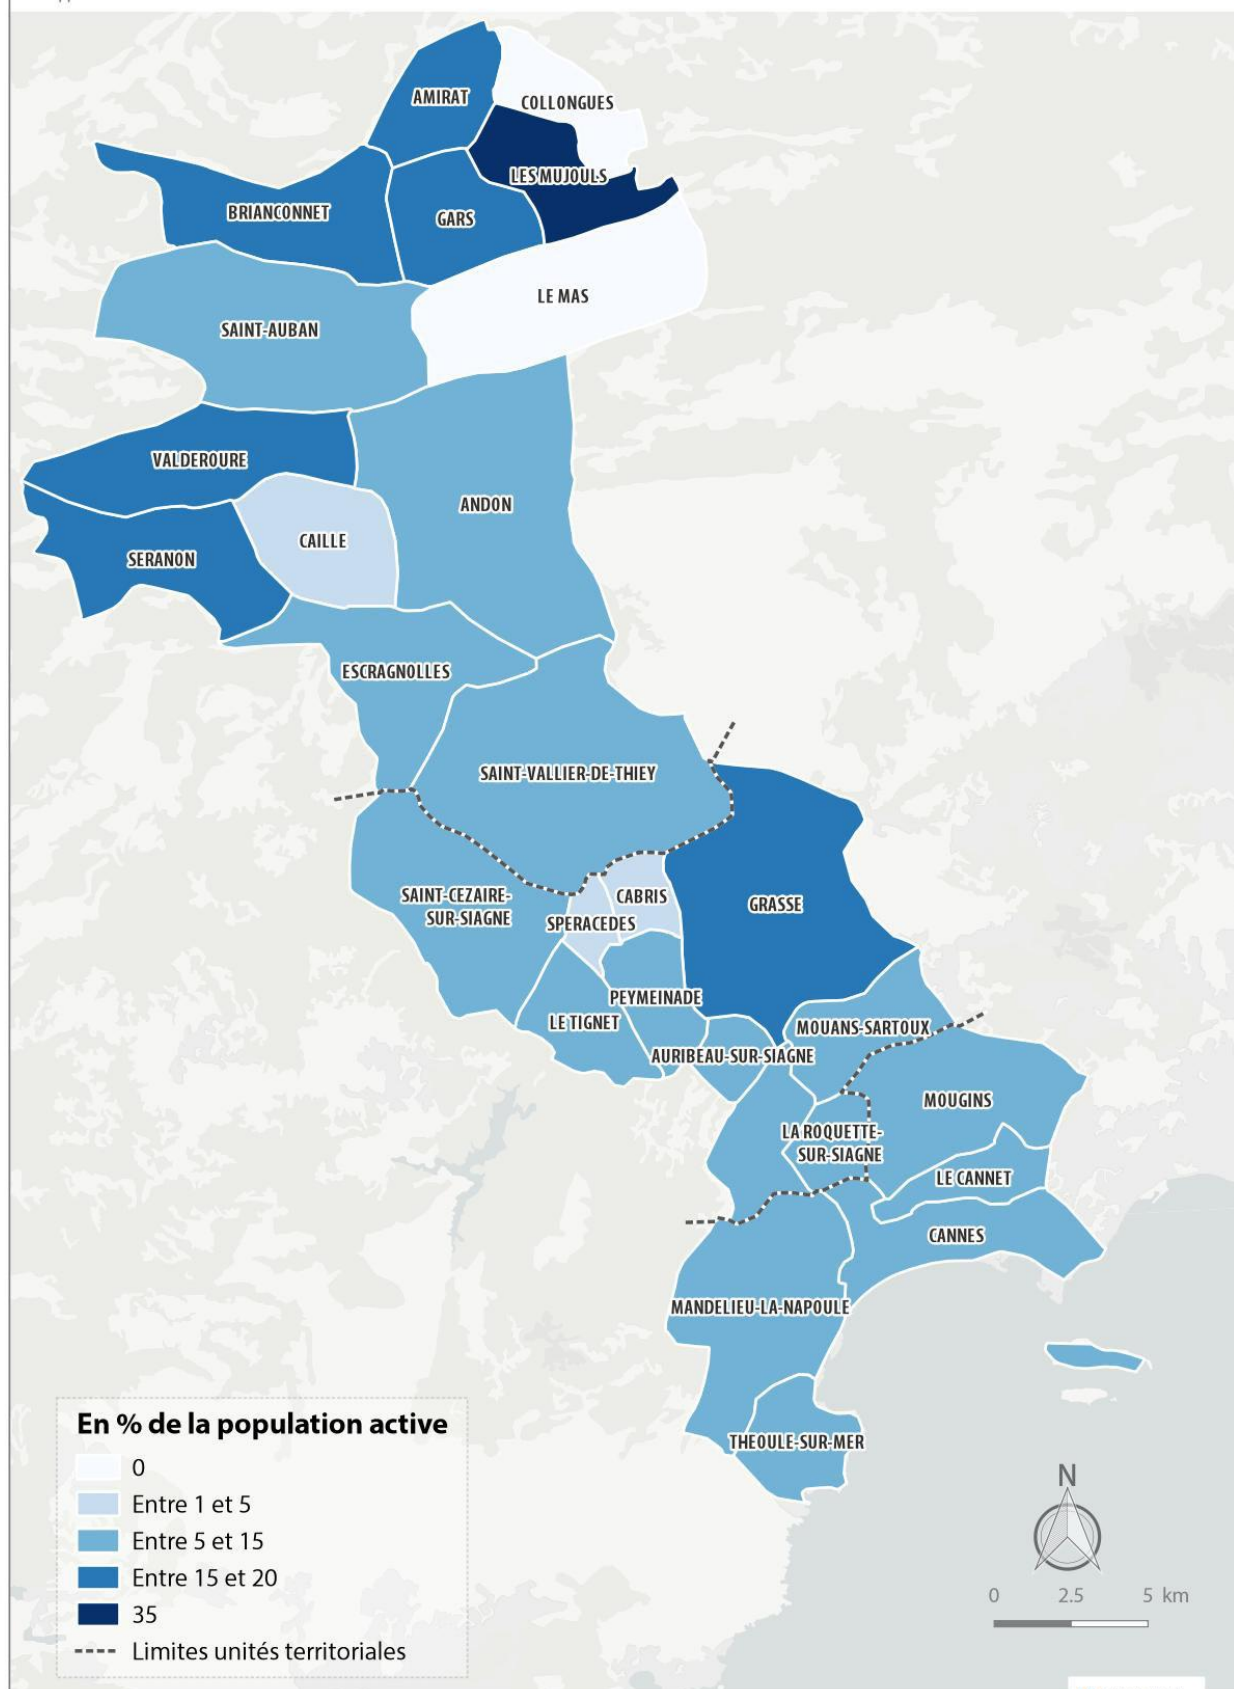 AMIRAT
COLLONGUES
LES MUJOULS
BRIANCONNET
GARS
LE MAS
SAINT-AUBAN
VALDEROURE
ANDON
CAILLE
SERANON
ESCRAGNOLLES
SAINT-VALLIER-DE-THIEY
SAINT-CEZAIRE-
SUR-SIAGNE
CABRIS
SPERACEDES
GRASSE
PEYMEINADE
LE TIGNET
MOUANS-SARTOUX
AURIBEAU-SUR-SIAGNE
MOUGINS
LA ROQUETTE-
SUR-SIAGNE
LE CANNET
CANNES
MANDELIEU-LA-NAPOULE
THEOULE-SUR-MER
En % de la population active
0
Entre 1 et 5
Entre 5 et 15
Entre 15 et 20
35
Limites unités territoriales
N
0 2.5 5 km